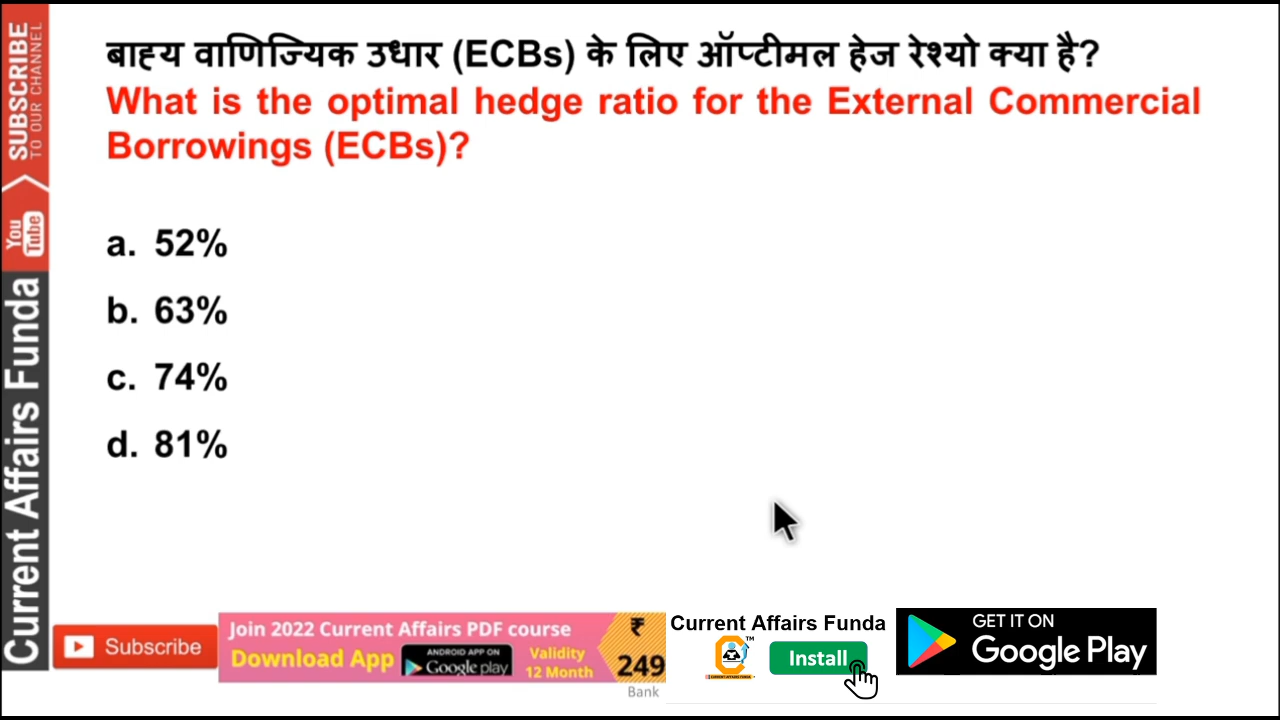 बाह्य वाणिज्यिक उधार (ECBs) के लिए ऑप्टीमल हेज रेश्यो क्या है?
What is the optimal hedge ratio for the External Commercial
Borrowings (ECBs)?
a. 52%
b. 63%
c. 74%
d. 81%
SUBSCRIBE
TO OUR CHANNEL
You
Tube
Current Affairs Funda
Subscribe
Join 2022 Current Affairs PDF course
Download App
ANDROID APP ON
Google play
Validity
12 Month
₹
249
Bank
Current Affairs Funda
TM
CURRENT AFFAIRS FUNDA
Install
GET IT ON
Google Play